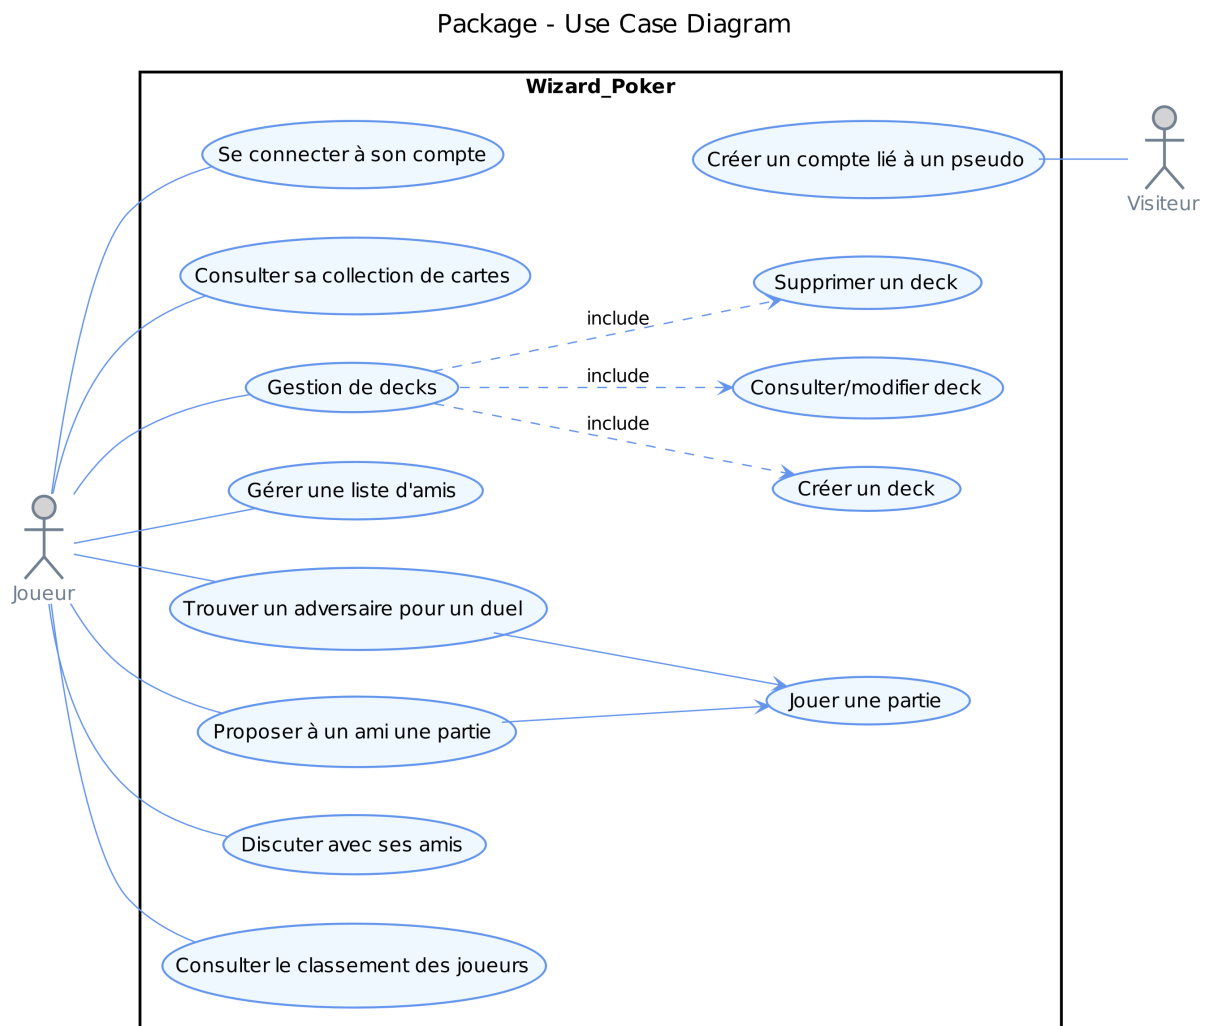 Package - Use Case Diagram
Wizard_Poker
Se connecter à son compte
Créer un compte lié à un pseudo
Visiteur
Consulter sa collection de cartes
Supprimer un deck
include
Gestion de decks
include
Consulter/modifier deck
include
Gérer une liste d'amis
Créer un deck
Joueur
Trouver un adversaire pour un duel
Jouer une partie
Proposer à un ami une partie
Discuter avec ses amis
Consulter le classement des joueurs